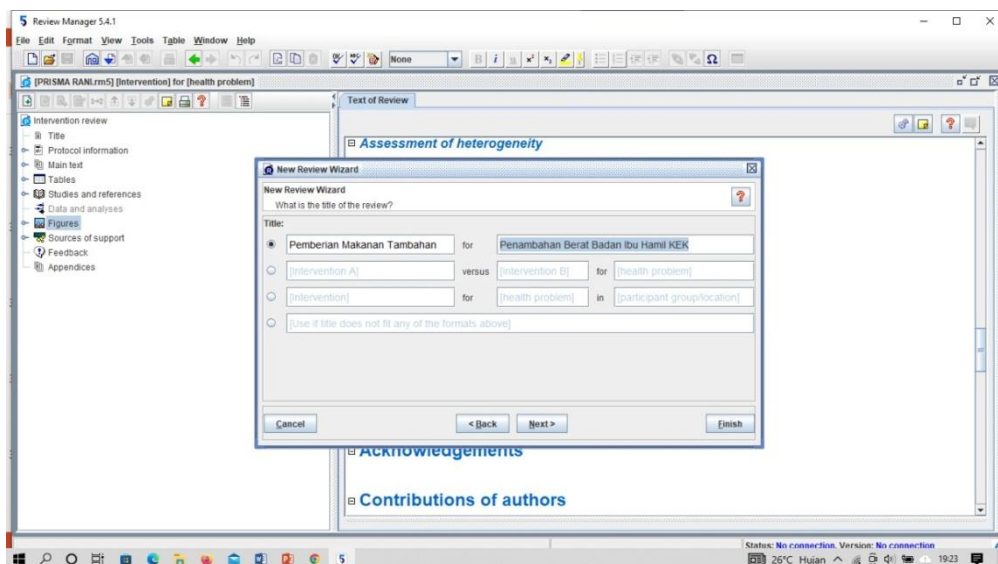 5 Review Manager 5.4.1
File Edit Format View Tools Table Window Help
None
B i u x² x₂ Ω
[PRISMA RANI.rm5] [Intervention] for [health problem]
Text of Review
Intervention review
Title
Protocol information
Main text
Tables
Studies and references
Data and analyses
Figures
Sources of support
Feedback
Appendices
Assessment of heterogeneity
New Review Wizard
New Review Wizard
What is the title of the review?
Title:
Pemberian Makanan Tambahan for Penambahan Berat Badan Ibu Hamil KEK
[Intervention A] versus [Intervention B] for [health problem]
[Intervention] for [health problem] in [participant group/location]
[Use if title does not fit any of the formats above]
Cancel < Back Next > Finish
Acknowledgements
Contributions of authors
Status: No connection. Version: No connection
5 26°C Hujan 19:23